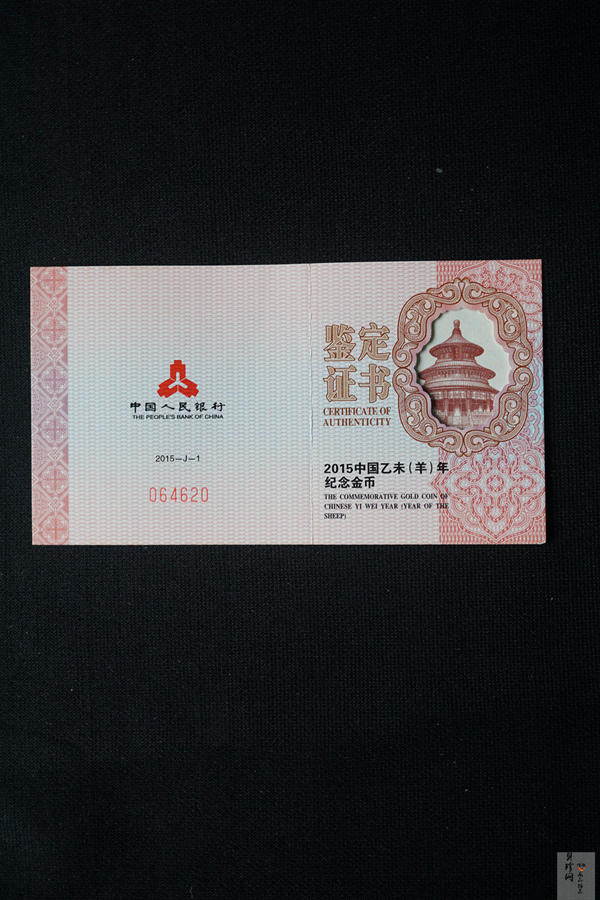 中国人民银行
THE PEOPLE'S BANK OF CHINA
2015-J-1
064620
鉴定
证书
CERTIFICATE OF
AUTHENTICITY
2015中国乙未(羊)年
纪念金币
THE COMMEMORATIVE GOLD COIN OF
CHINESE YI WEI YEAR (YEAR OF THE
SHEEP)